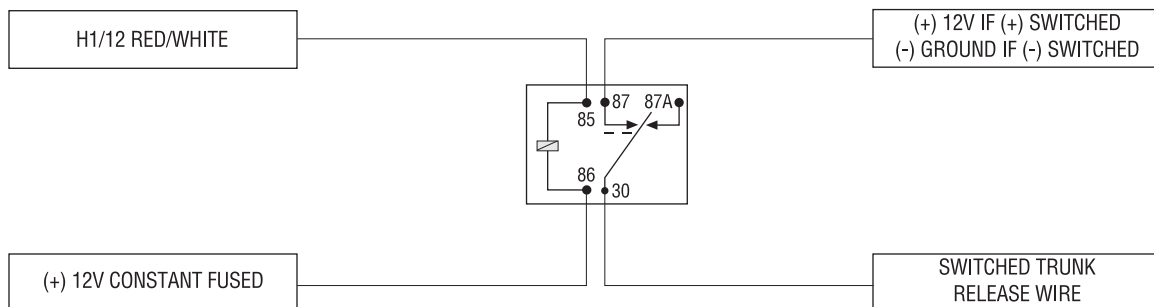 H1/12 RED/WHITE
(+) 12V IF (+) SWITCHED
(-) GROUND IF (-) SWITCHED
87 87A
85
86
30
(+) 12V CONSTANT FUSED
SWITCHED TRUNK
RELEASE WIRE